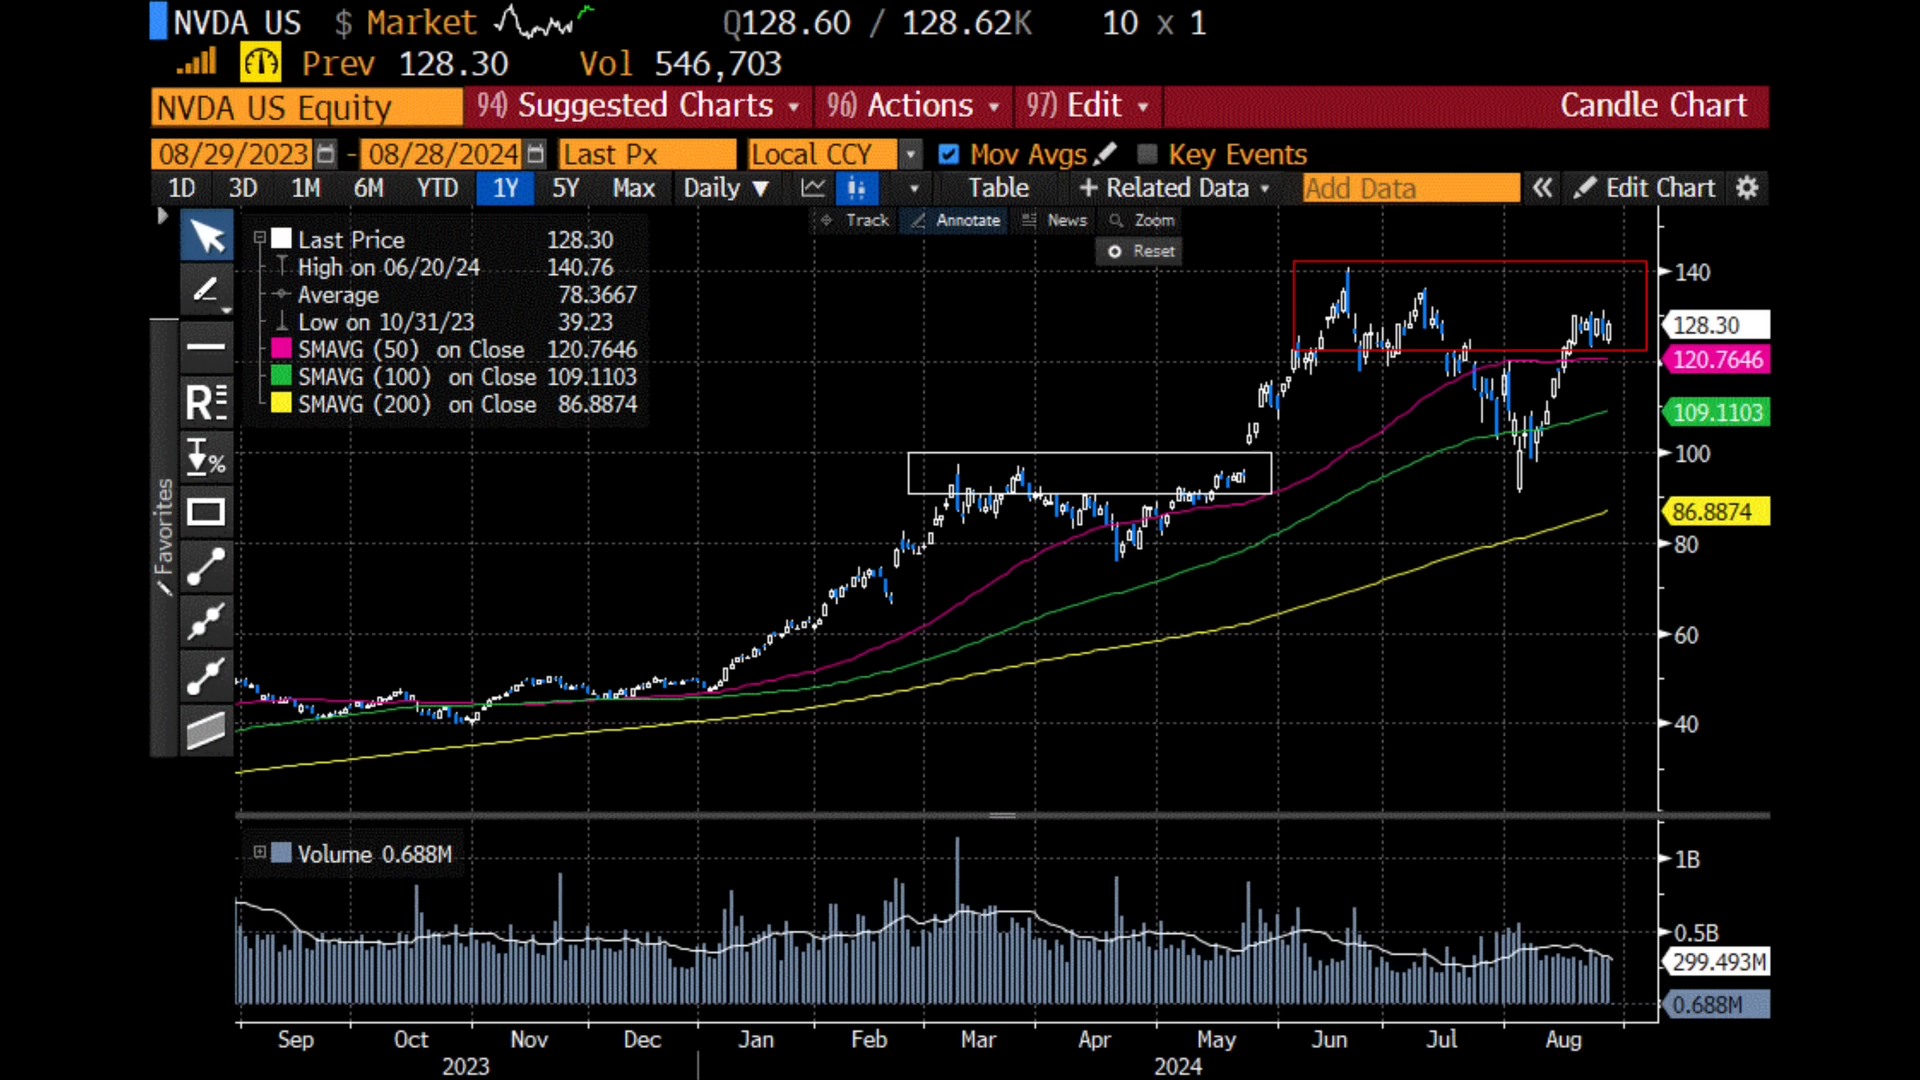 NVDA US $ Market Q128.60 / 128.62K 10 x 1
Prev 128.30 Vol 546,703
NVDA US Equity 94) Suggested Charts 96) Actions 97) Edit Candle Chart
08/29/2023 - 08/28/2024 Last Px Local CCY Mov Avgs Key Events
1D 3D 1M 6M YTD 1Y 5Y Max Daily Table + Related Data Add Data « Edit Chart
Track Annotate News Zoom
Reset
Last Price 128.30
High on 06/20/24 140.76
Average 78.3667
Low on 10/31/23 39.23
SMAVG (50) on Close 120.7646
SMAVG (100) on Close 109.1103
SMAVG (200) on Close 86.8874
Favorites
R
%
140
128.30
120.7646
109.1103
100
86.8874
80
60
40
Volume 0.688M
1B
0.5B
299.493M
0.688M
Sep Oct Nov Dec Jan Feb Mar Apr May Jun Jul Aug
2023 2024